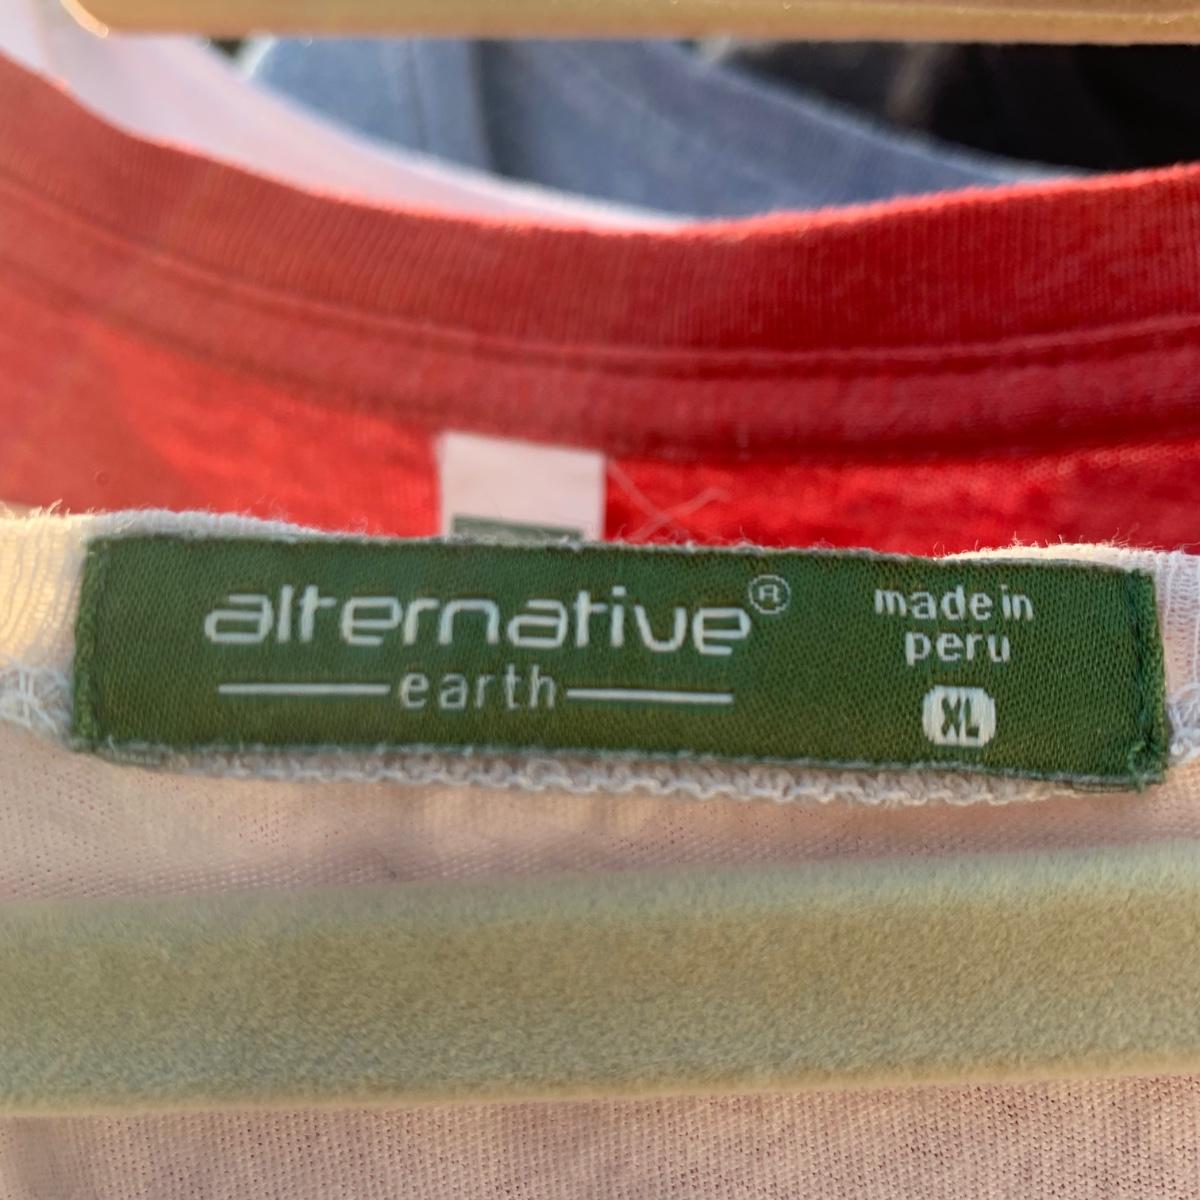 alternative®
earth
made in
peru
XL